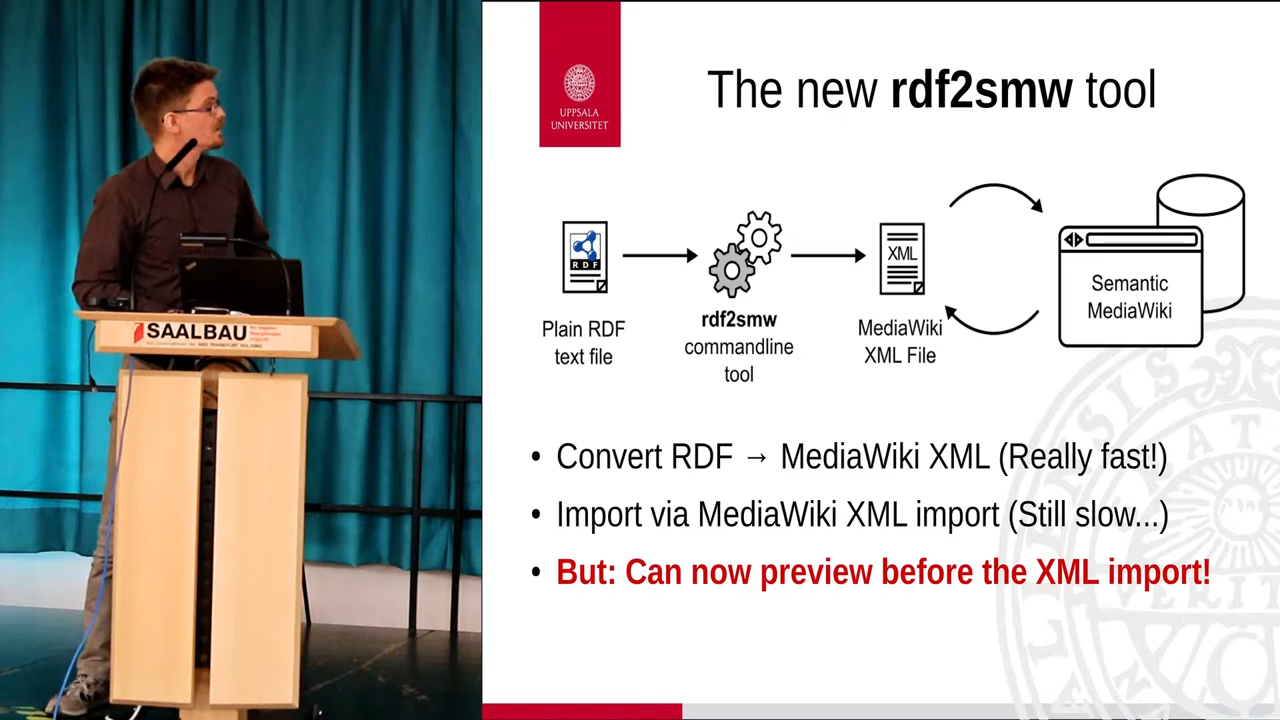 UPPSALA
UNIVERSITET
The new rdf2smw tool
RDF
XML
Semantic
MediaWiki
Plain RDF
text file
rdf2smw
commandline
tool
MediaWiki
XML File
• Convert RDF → MediaWiki XML (Really fast!)
• Import via MediaWiki XML import (Still slow...)
• But: Can now preview before the XML import!
SAALBAU